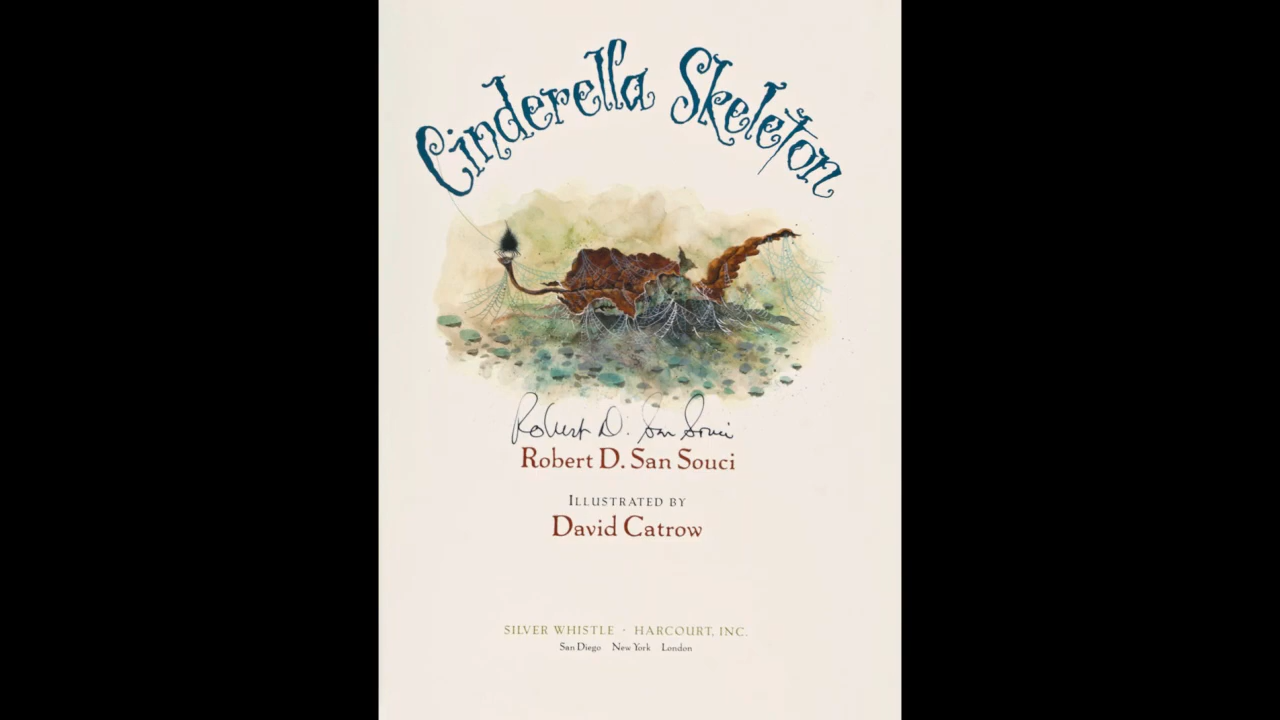 Cinderella Skeleton
Robert D. San Souci
Robert D. San Souci
ILLUSTRATED BY
David Catrow
SILVER WHISTLE · HARCOURT, INC.
San Diego New York London